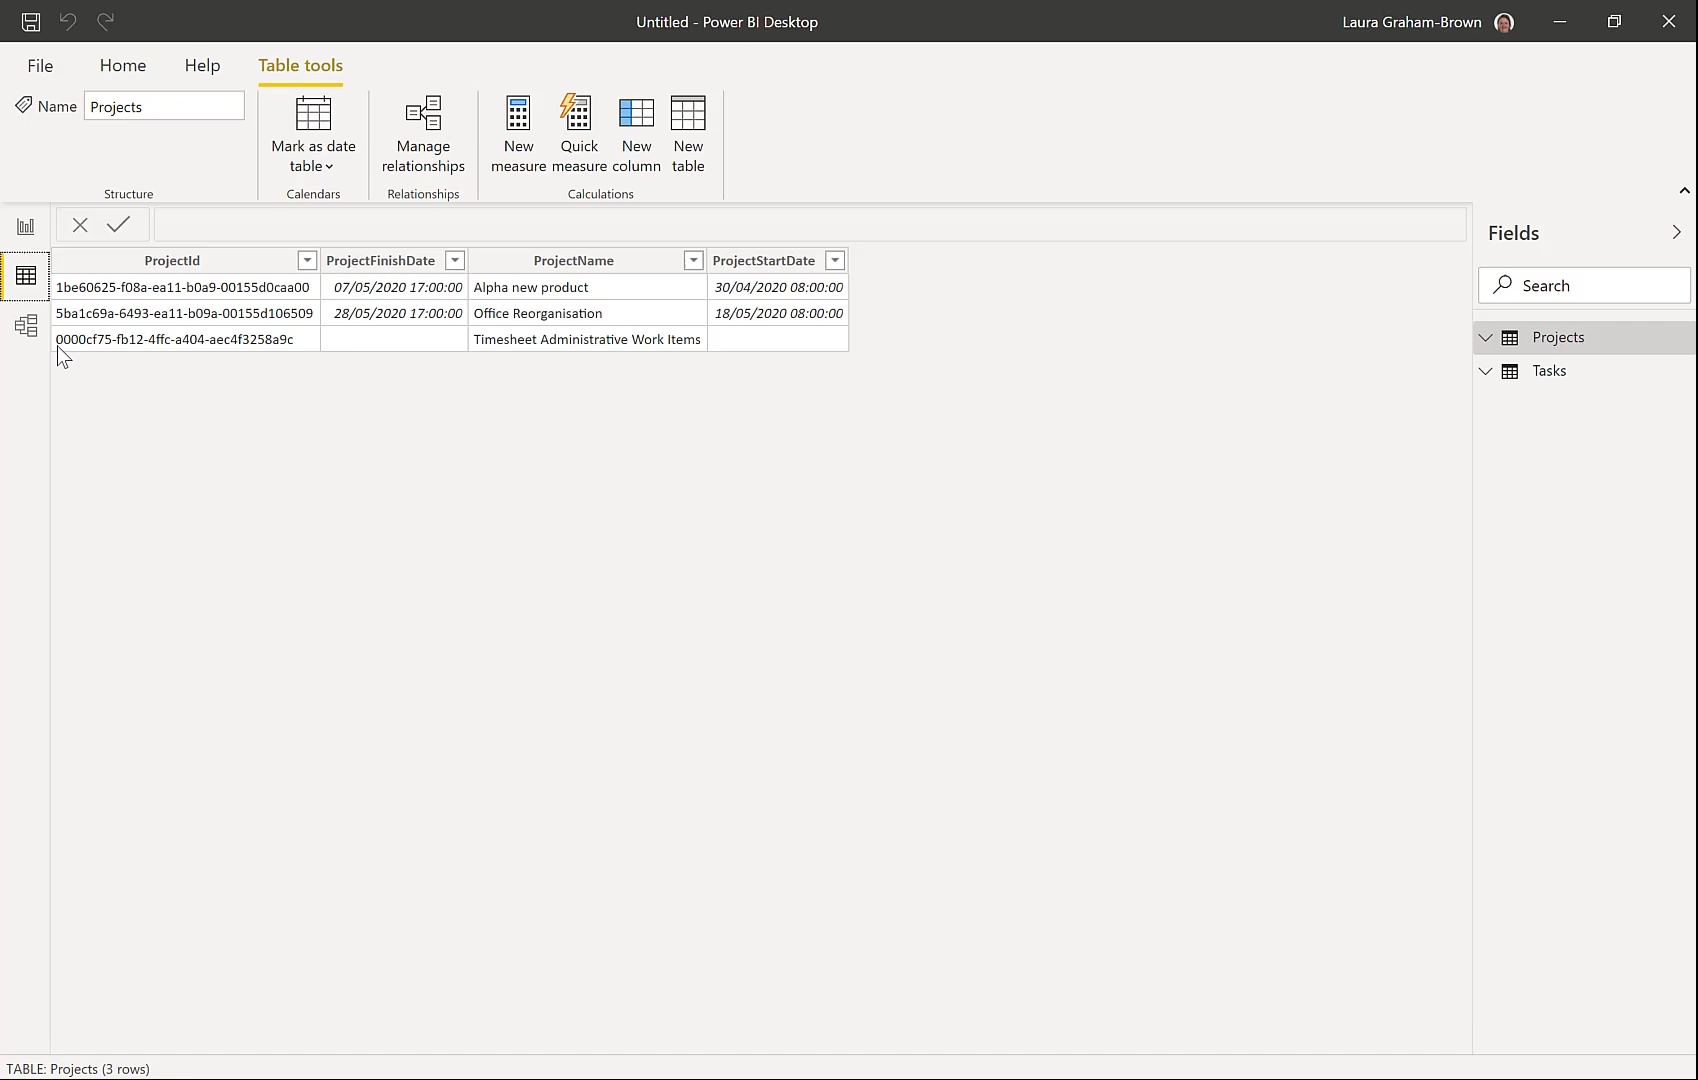 Untitled - Power BI Desktop
Laura Graham-Brown
File Home Help Table tools
Name Projects
Mark as date table
Manage relationships
New measure
Quick measure
New column
New table
Structure Calendars Relationships Calculations
ProjectId ProjectFinishDate ProjectName ProjectStartDate
1be60625-f08a-ea11-b0a9-00155d0caa00 07/05/2020 17:00:00 Alpha new product 30/04/2020 08:00:00
5ba1c69a-6493-ea11-b09a-00155d106509 28/05/2020 17:00:00 Office Reorganisation 18/05/2020 08:00:00
0000cf75-fb12-4ffc-a404-aec4f3258a9c Timesheet Administrative Work Items
Fields
Search
Projects
Tasks
TABLE: Projects (3 rows)